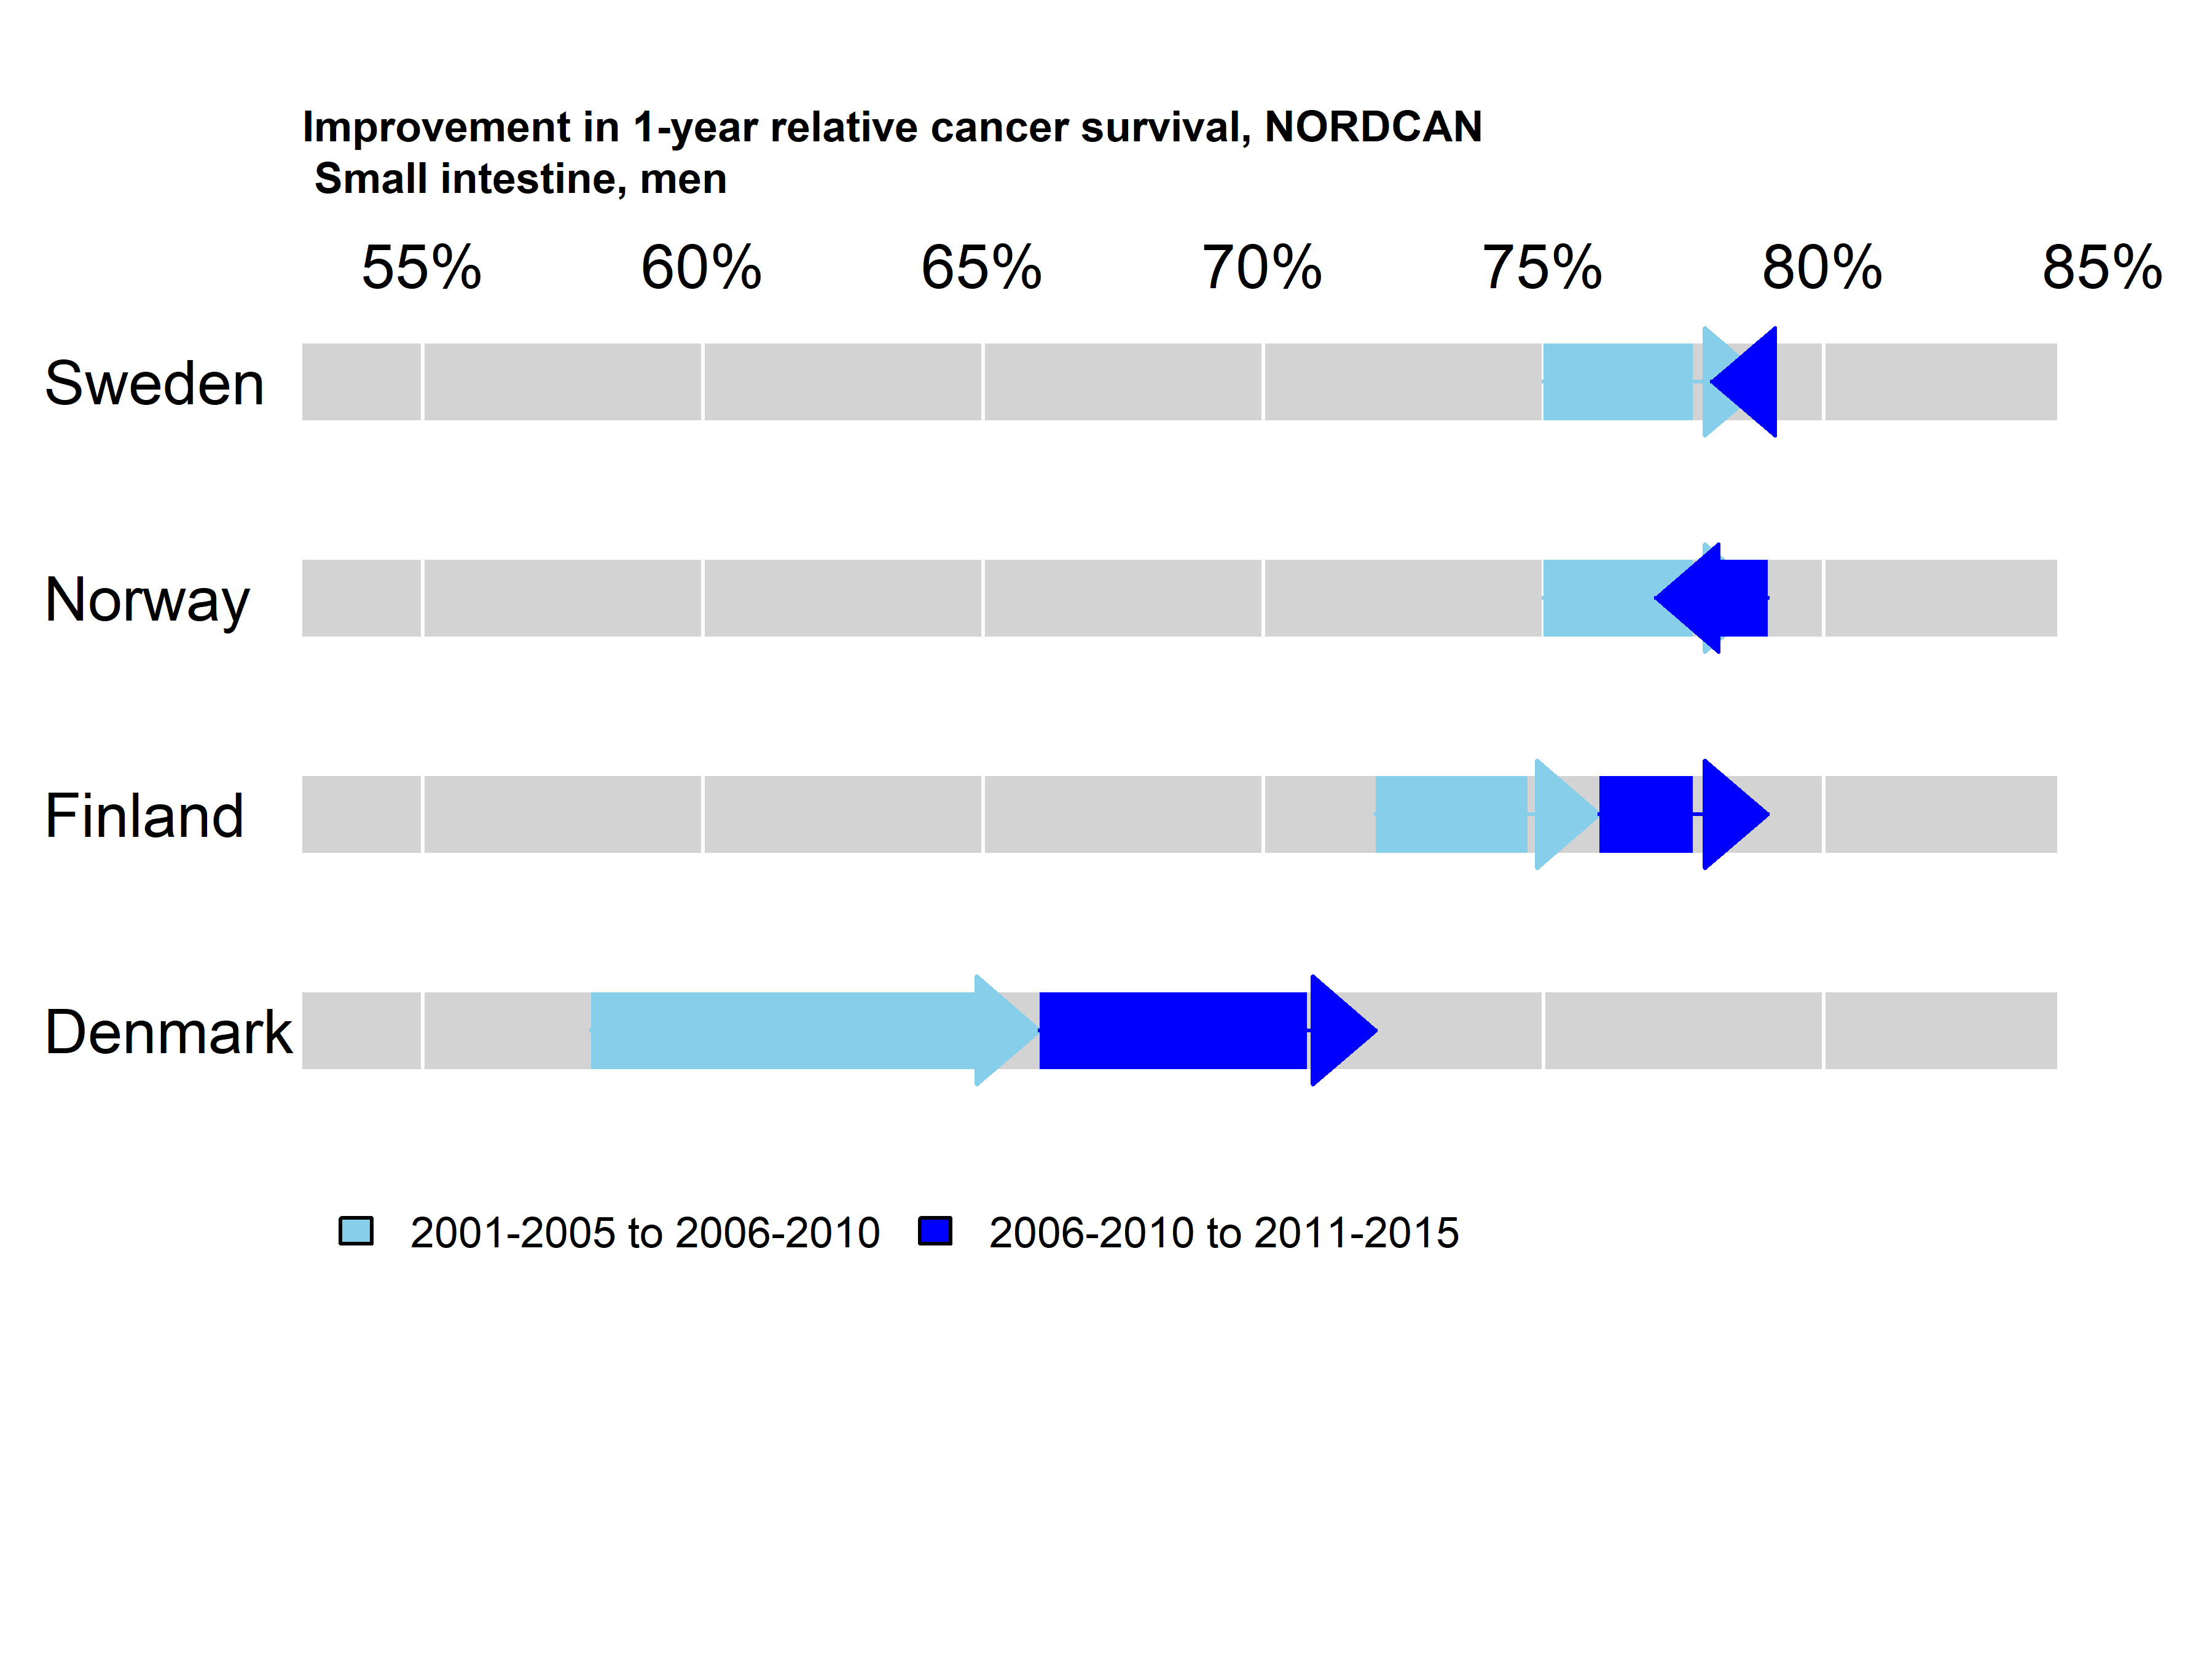 Improvement in 1-year relative cancer survival, NORDCAN
Small intestine, men
55% 60% 65% 70% 75% 80% 85%
Sweden
Norway
Finland
Denmark
2001-2005 to 2006-2010 2006-2010 to 2011-2015